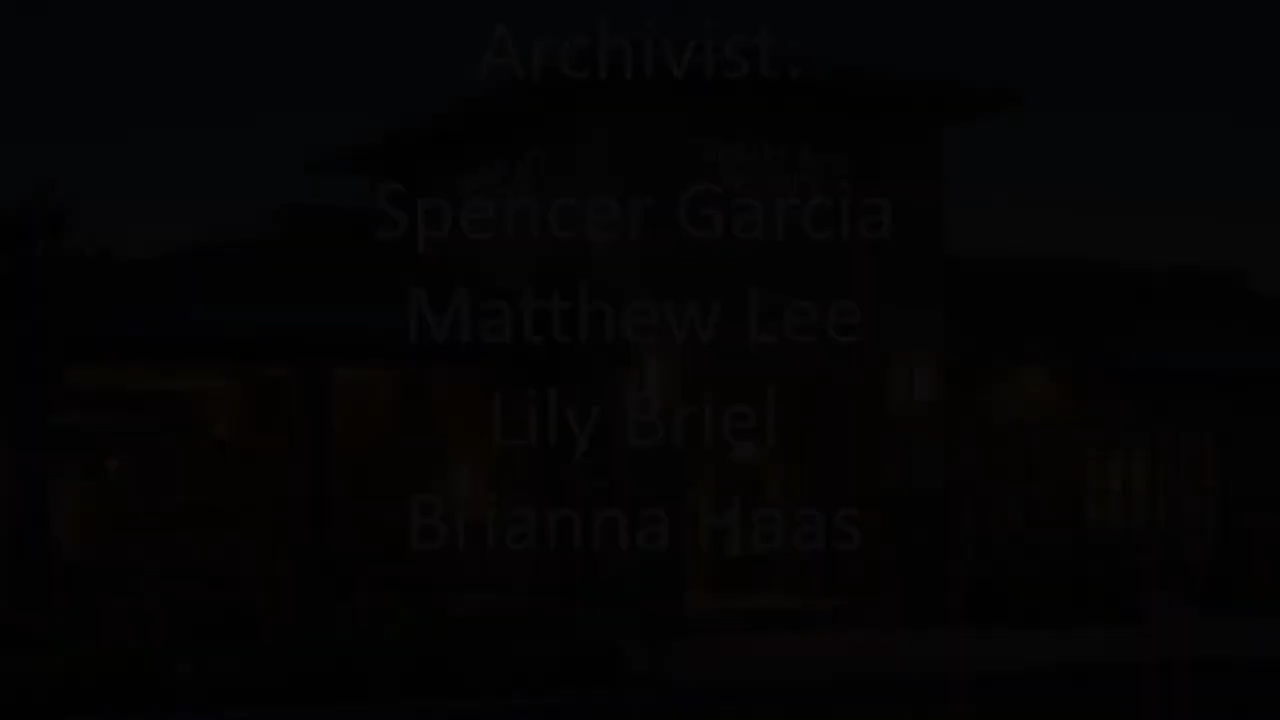 Archivist:
Spencer Garcia
Matthew Lee
Lily Briel
Brianna Haas